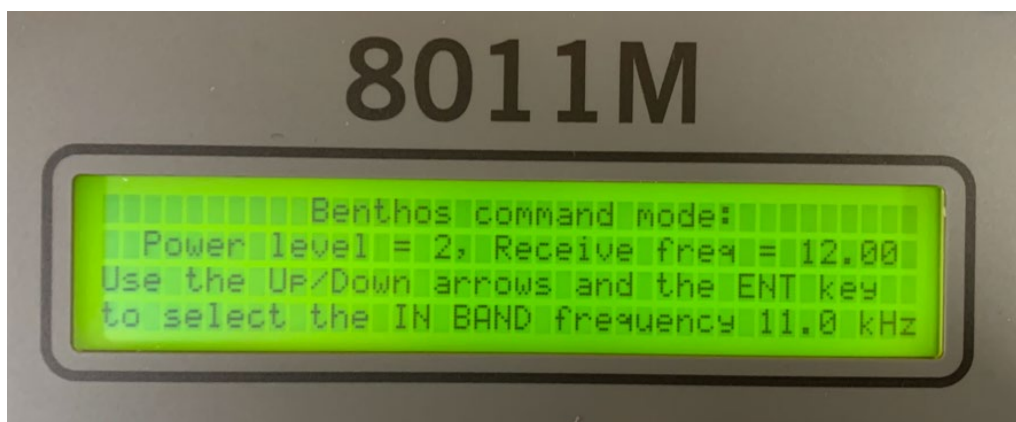 8011M
Benthos command mode:
Power level = 2, Receive freq = 12.00
Use the Up/Down arrows and the ENT key
to select the IN BAND frequency 11.0 kHz